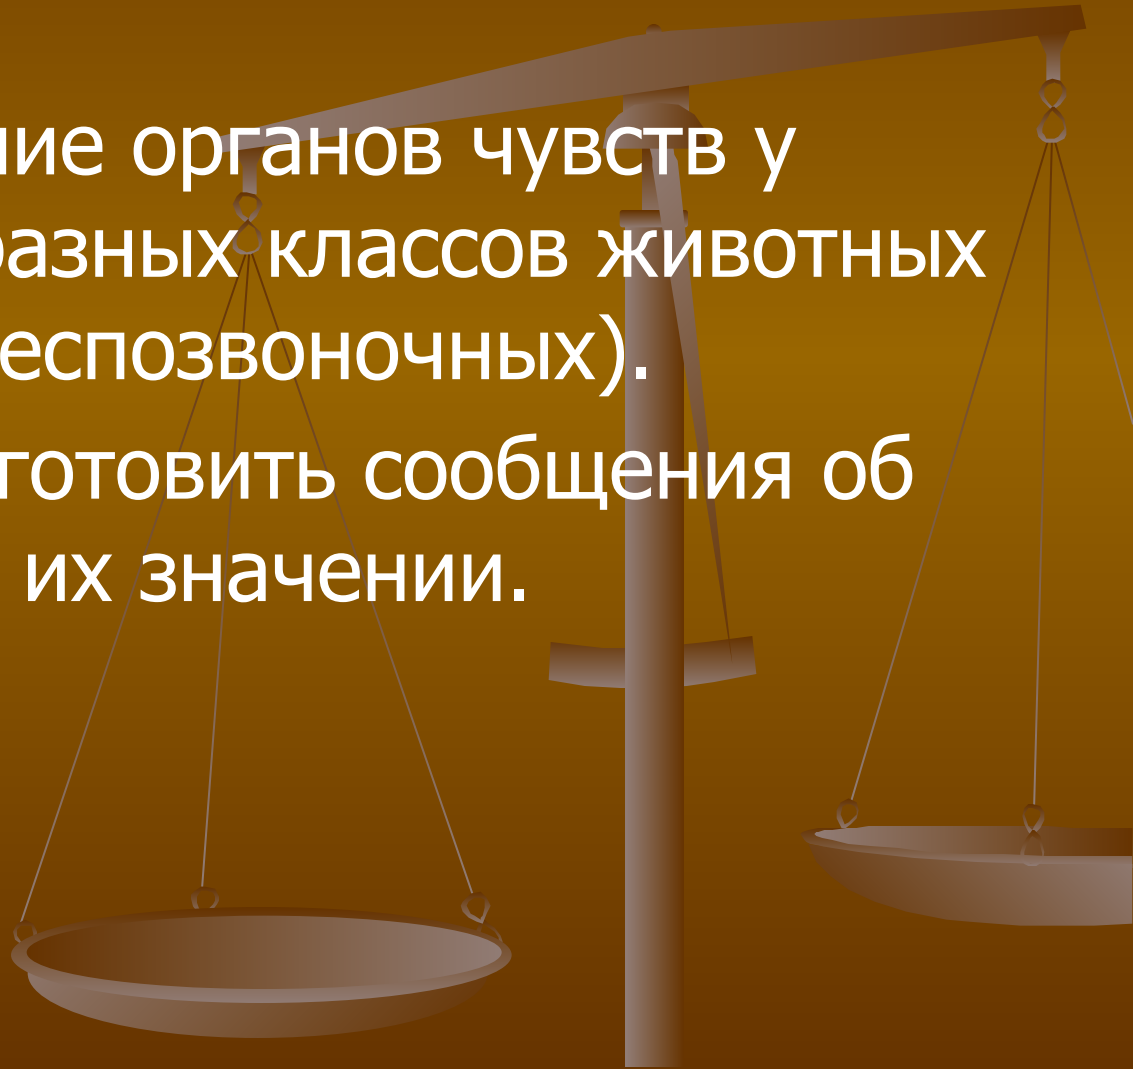 ние органов чувств у
разных классов животных
еспозвоночных).
готовить сообщения об
их значении.